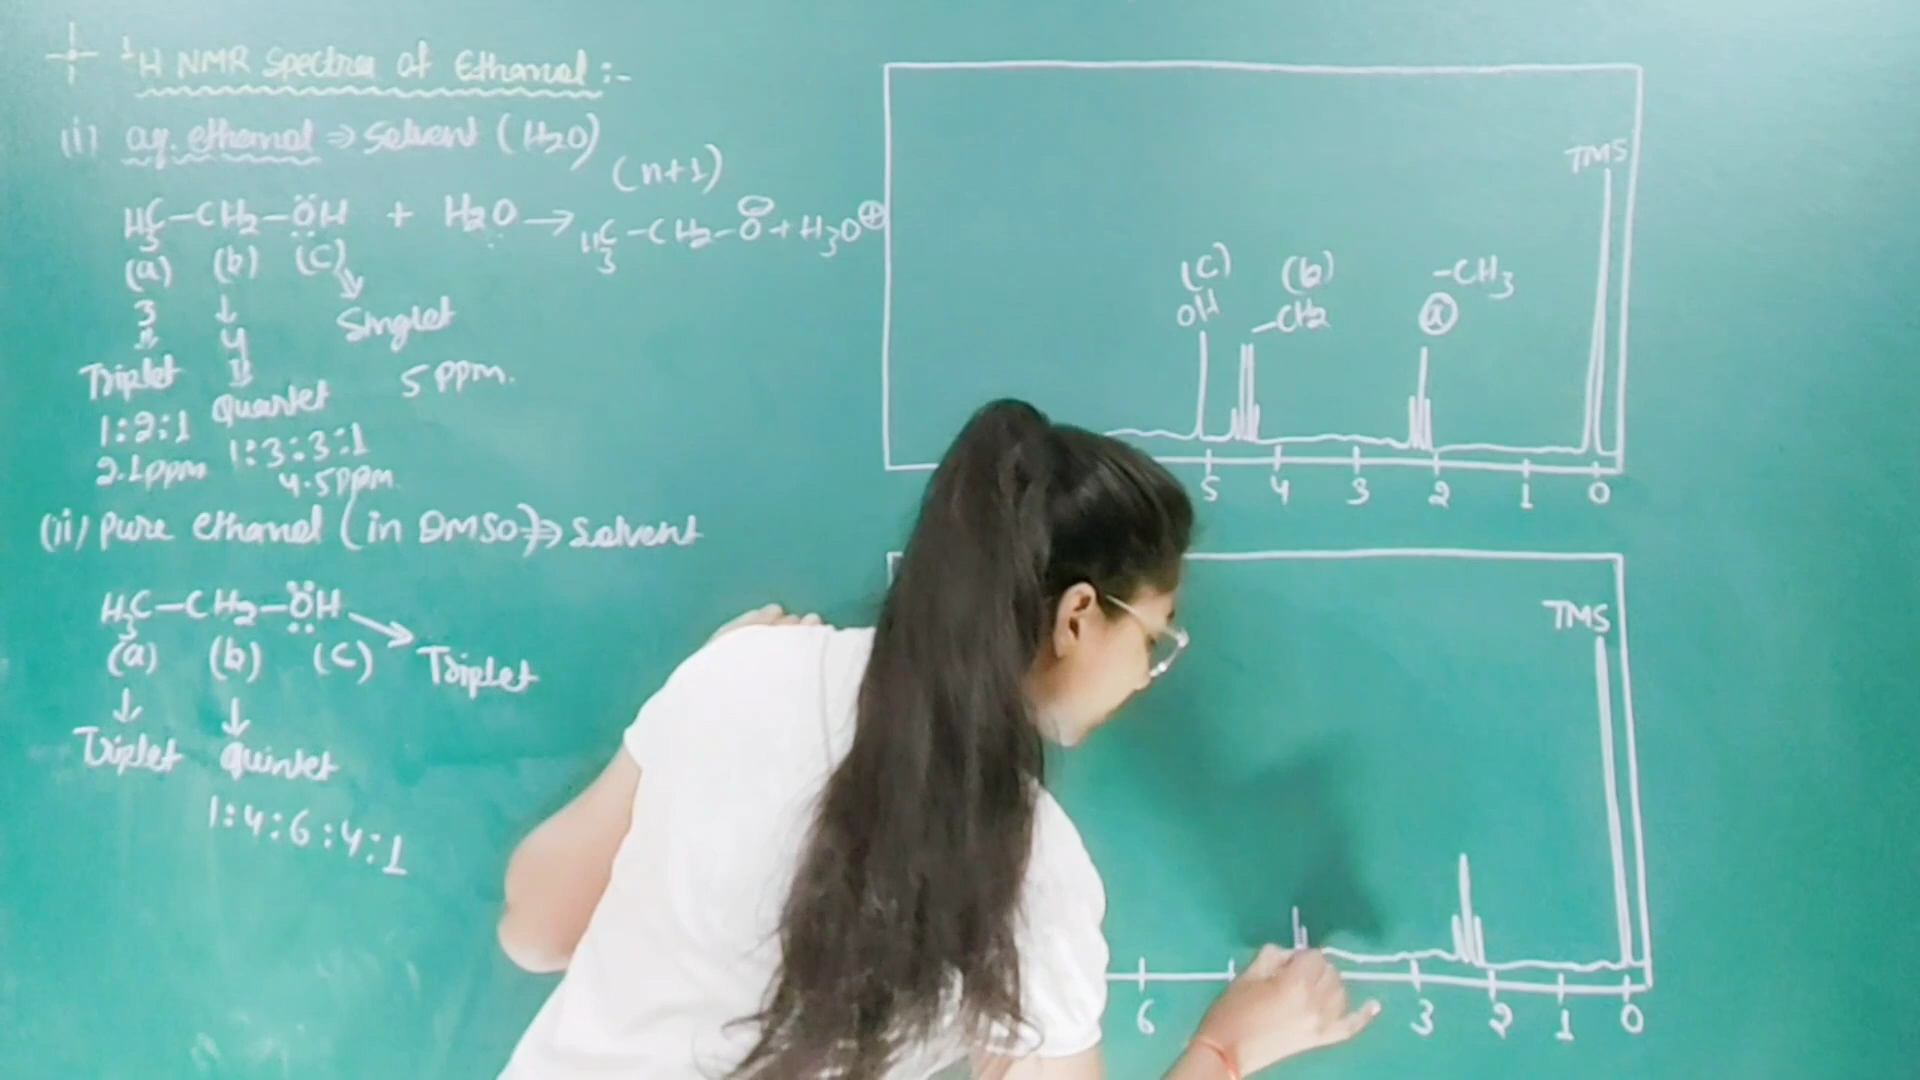 ¹H NMR Spectra of Ethanol :-
(i) aq. ethanol ⇒ Solvent (H2O)
(n+1)
H3C-CH2-ÖH + H2O → H3C-CH2-O⊖+H3O⊕
(a) (b) (c)
3
4
Singlet
Triplet
Quartet
5 ppm.
1:2:1
1:3:3:1
2.1ppm
4.5ppm
(ii) Pure ethanol (in DMSO)⇒ Solvent
H3C-CH2-ÖH
(a) (b) (c)
Triplet
Triplet Quintet
1:4:6:4:1
TMS
(c) (b) -CH3
OH -CH2 (a)
5 4 3 2 1 0
TMS
6 3 2 1 0